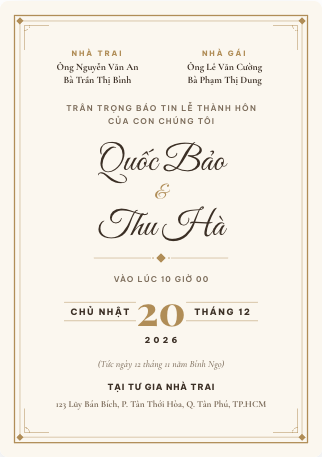 NHÀ TRAI
Ông Nguyễn Văn An
Bà Trần Thị Bình
NHÀ GÁI
Ông Lê Văn Cường
Bà Phạm Thị Dung
TRÂN TRỌNG BÁO TIN LỄ THÀNH HÔN
CỦA CON CHÚNG TÔI
Quốc Bảo
&
Thu Hà
VÀO LÚC 10 GIỜ 00
CHỦ NHẬT 20 THÁNG 12
2026
(Tức ngày 12 tháng 11 năm Bính Ngọ)
TẠI TƯ GIA NHÀ TRAI
123 Lũy Bán Bích, P. Tân Thới Hòa, Q. Tân Phú, TP.HCM